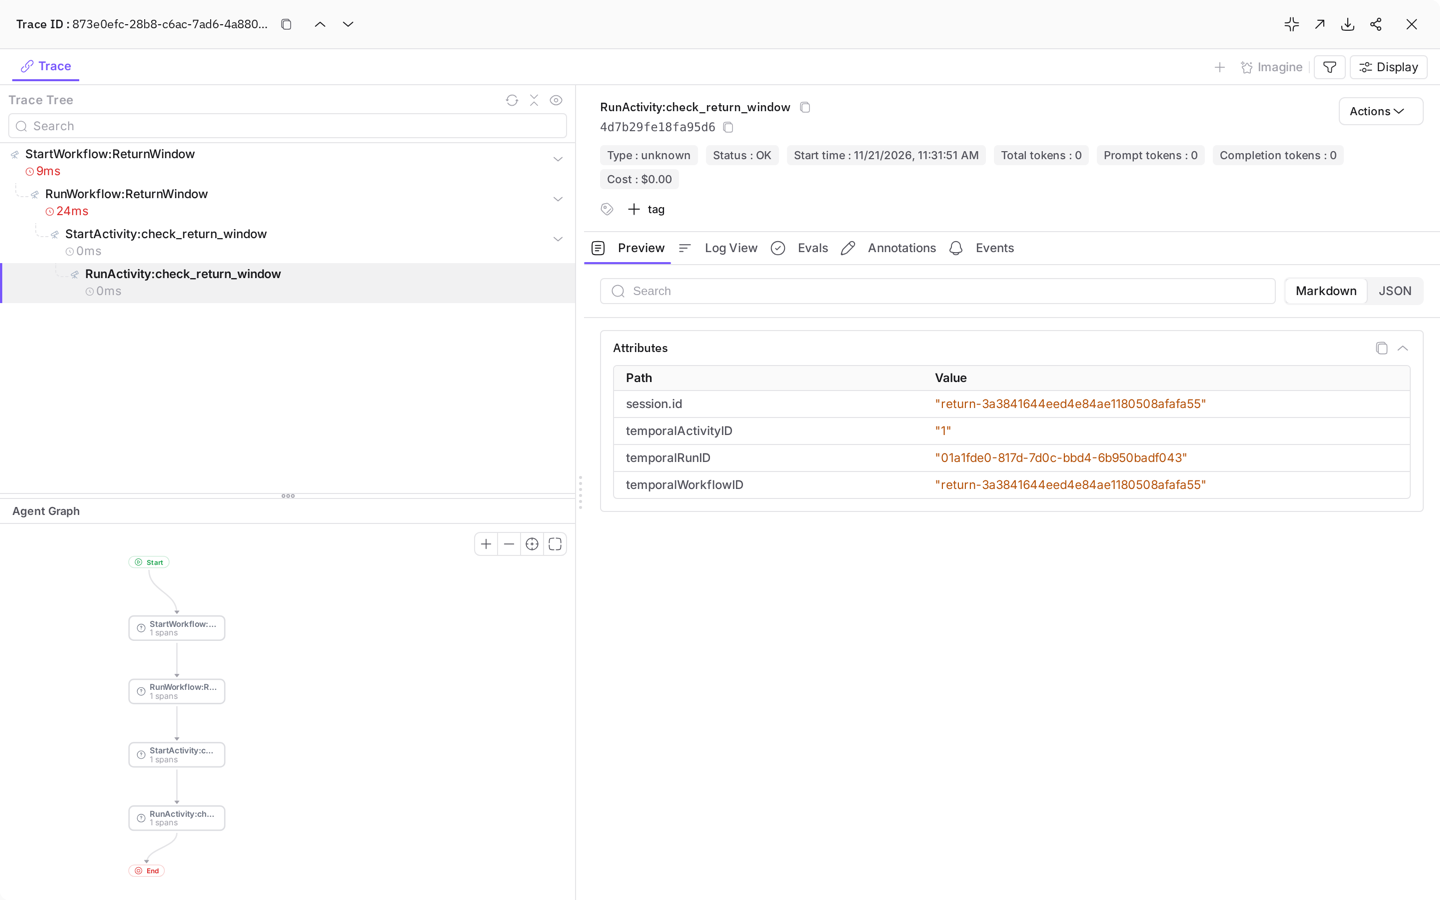 Trace ID : 873e0efc-28b8-c6ac-7ad6-4a880...
Trace
Imagine
Display
Trace Tree
Search
StartWorkflow:ReturnWindow
9ms
RunWorkflow:ReturnWindow
24ms
StartActivity:check_return_window
0ms
RunActivity:check_return_window
0ms
Agent Graph
Start
StartWorkflow:...
1 spans
RunWorkflow:R...
1 spans
StartActivity:c...
1 spans
RunActivity:ch...
1 spans
End
RunActivity:check_return_window
4d7b29fe18fa95d6
Actions
Type : unknown Status : OK Start time : 11/21/2026, 11:31:51 AM Total tokens : 0 Prompt tokens : 0 Completion tokens : 0
Cost : $0.00
tag
Preview Log View Evals Annotations Events
Search
Markdown JSON
Attributes
Path Value
session.id "return-3a3841644eed4e84ae1180508afafa55"
temporalActivityID "1"
temporalRunID "01a1fde0-817d-7d0c-bbd4-6b950badf043"
temporalWorkflowID "return-3a3841644eed4e84ae1180508afafa55"